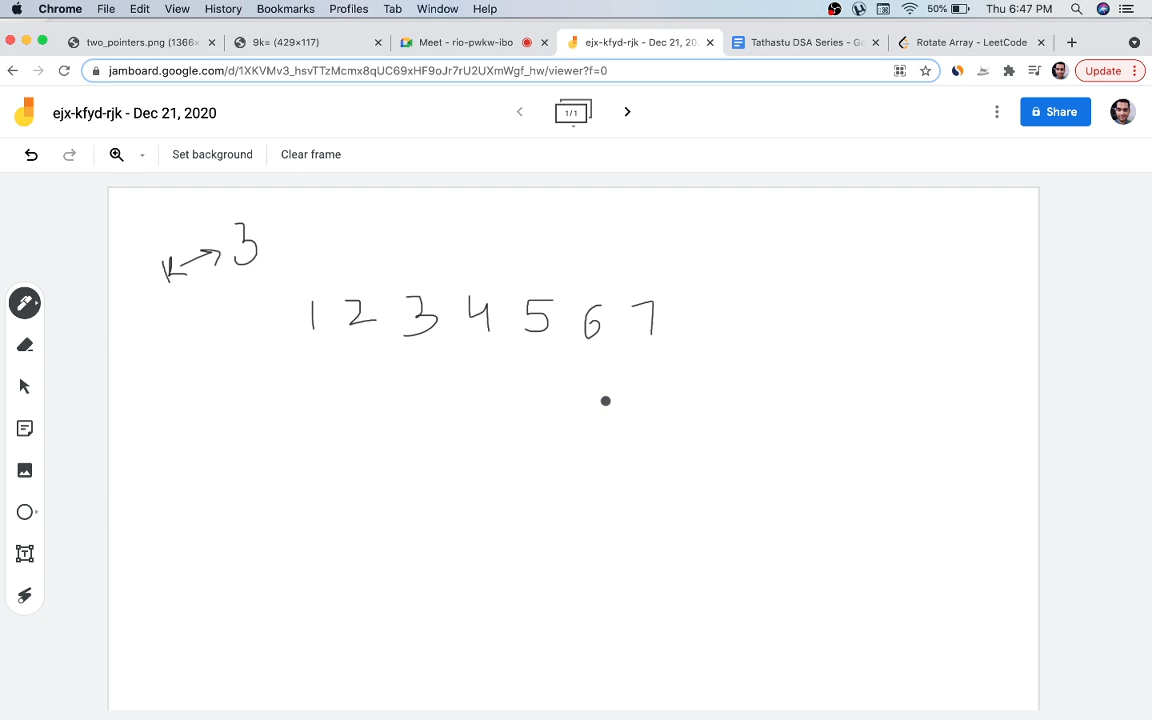 Chrome File Edit View History Bookmarks Profiles Tab Window Help 50% Thu 6:47 PM
two_pointers.png (1366× 9k= (429×117) Meet - rio-pwkw-ibo ejx-kfyd-rjk - Dec 21, 20 Tathastu DSA Series - Go Rotate Array - LeetCode
jamboard.google.com/d/1XKVMv3_hsvTTzMcmx8qUC69xHF9oJr7rU2UXmWgf_hw/viewer?f=0 Update
ejx-kfyd-rjk - Dec 21, 2020 1/1 Share
Set background Clear frame
K → 3
1 2 3 4 5 6 7